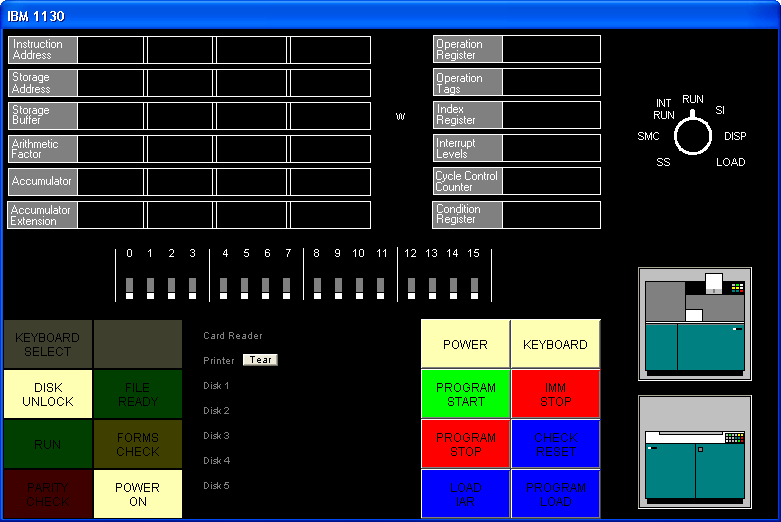 IBM 1130
Instruction
Address
Storage
Address
Storage
Buffer
Arithmetic
Factor
Accumulator
Accumulator
Extension
w
Operation
Register
Operation
Tags
Index
Register
Interrupt
Levels
Cycle Control
Counter
Condition
Register
RUN
INT
RUN
SI
SMC
DISP
SS
LOAD
0 1 2 3 4 5 6 7 8 9 10 11 12 13 14 15
KEYBOARD
SELECT
DISK
UNLOCK
FILE
READY
RUN
FORMS
CHECK
PARITY
CHECK
POWER
ON
Card Reader
Printer Tear
Disk 1
Disk 2
Disk 3
Disk 4
Disk 5
POWER
KEYBOARD
PROGRAM
START
IMM
STOP
PROGRAM
STOP
CHECK
RESET
LOAD
IAR
PROGRAM
LOAD